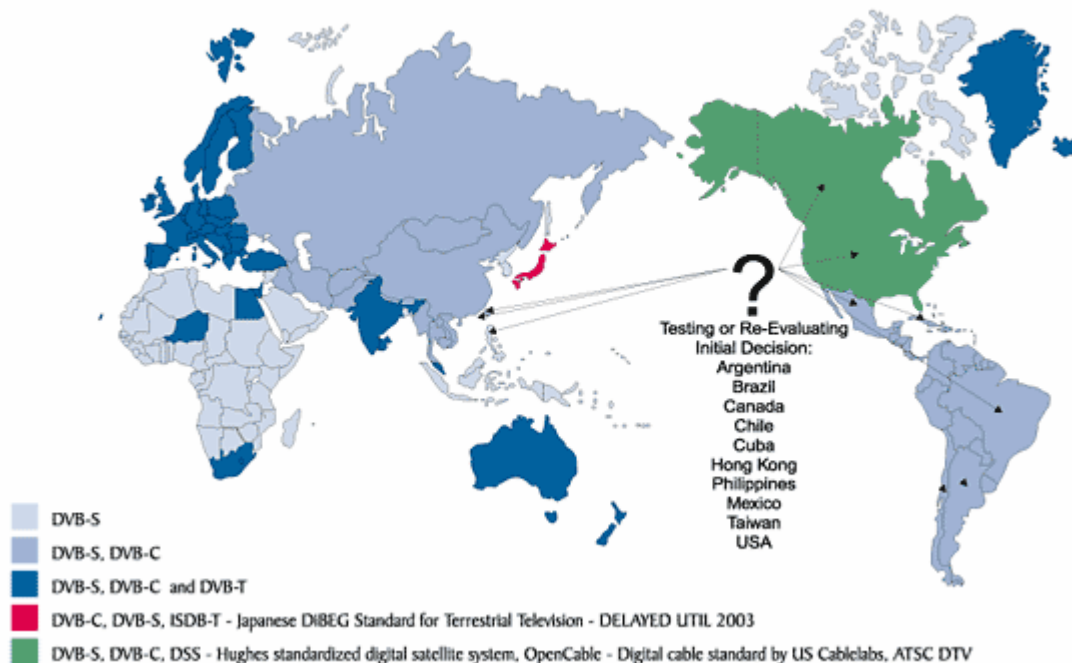 ?
Testing or Re-Evaluating
Initial Decision:
Argentina
Brazil
Canada
Chile
Cuba
Hong Kong
Philippines
Mexico
Taiwan
USA
DVB-S
DVB-S, DVB-C
DVB-S, DVB-C and DVB-T
DVB-C, DVB-S, ISDB-T - Japanese DiBEG Standard for Terrestrial Television - DELAYED UTIL 2003
DVB-S, DVB-C, DSS - Hughes standardized digital satellite system, OpenCable - Digital cable standard by US Cablelabs, ATSC DTV